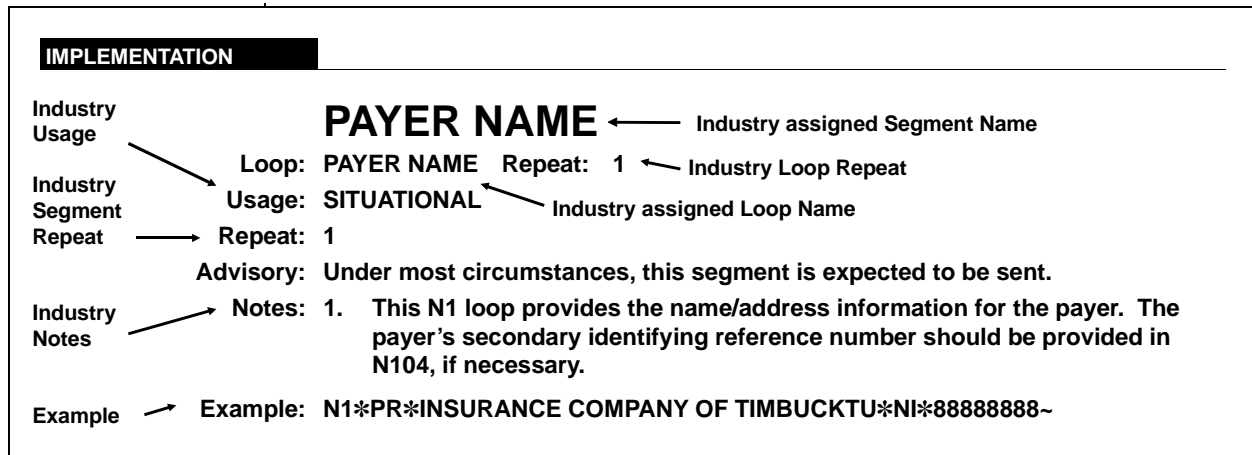 IMPLEMENTATION
Industry
Usage
PAYER NAME
Industry assigned Segment Name
Loop: PAYER NAME Repeat: 1
Industry Loop Repeat
Industry
Segment
Repeat
Usage: SITUATIONAL
Industry assigned Loop Name
Repeat: 1
Advisory: Under most circumstances, this segment is expected to be sent.
Industry
Notes
Notes: 1. This N1 loop provides the name/address information for the payer. The
payer’s secondary identifying reference number should be provided in
N104, if necessary.
Example
Example: N1✽PR✽INSURANCE COMPANY OF TIMBUCKTU✽NI✽88888888~